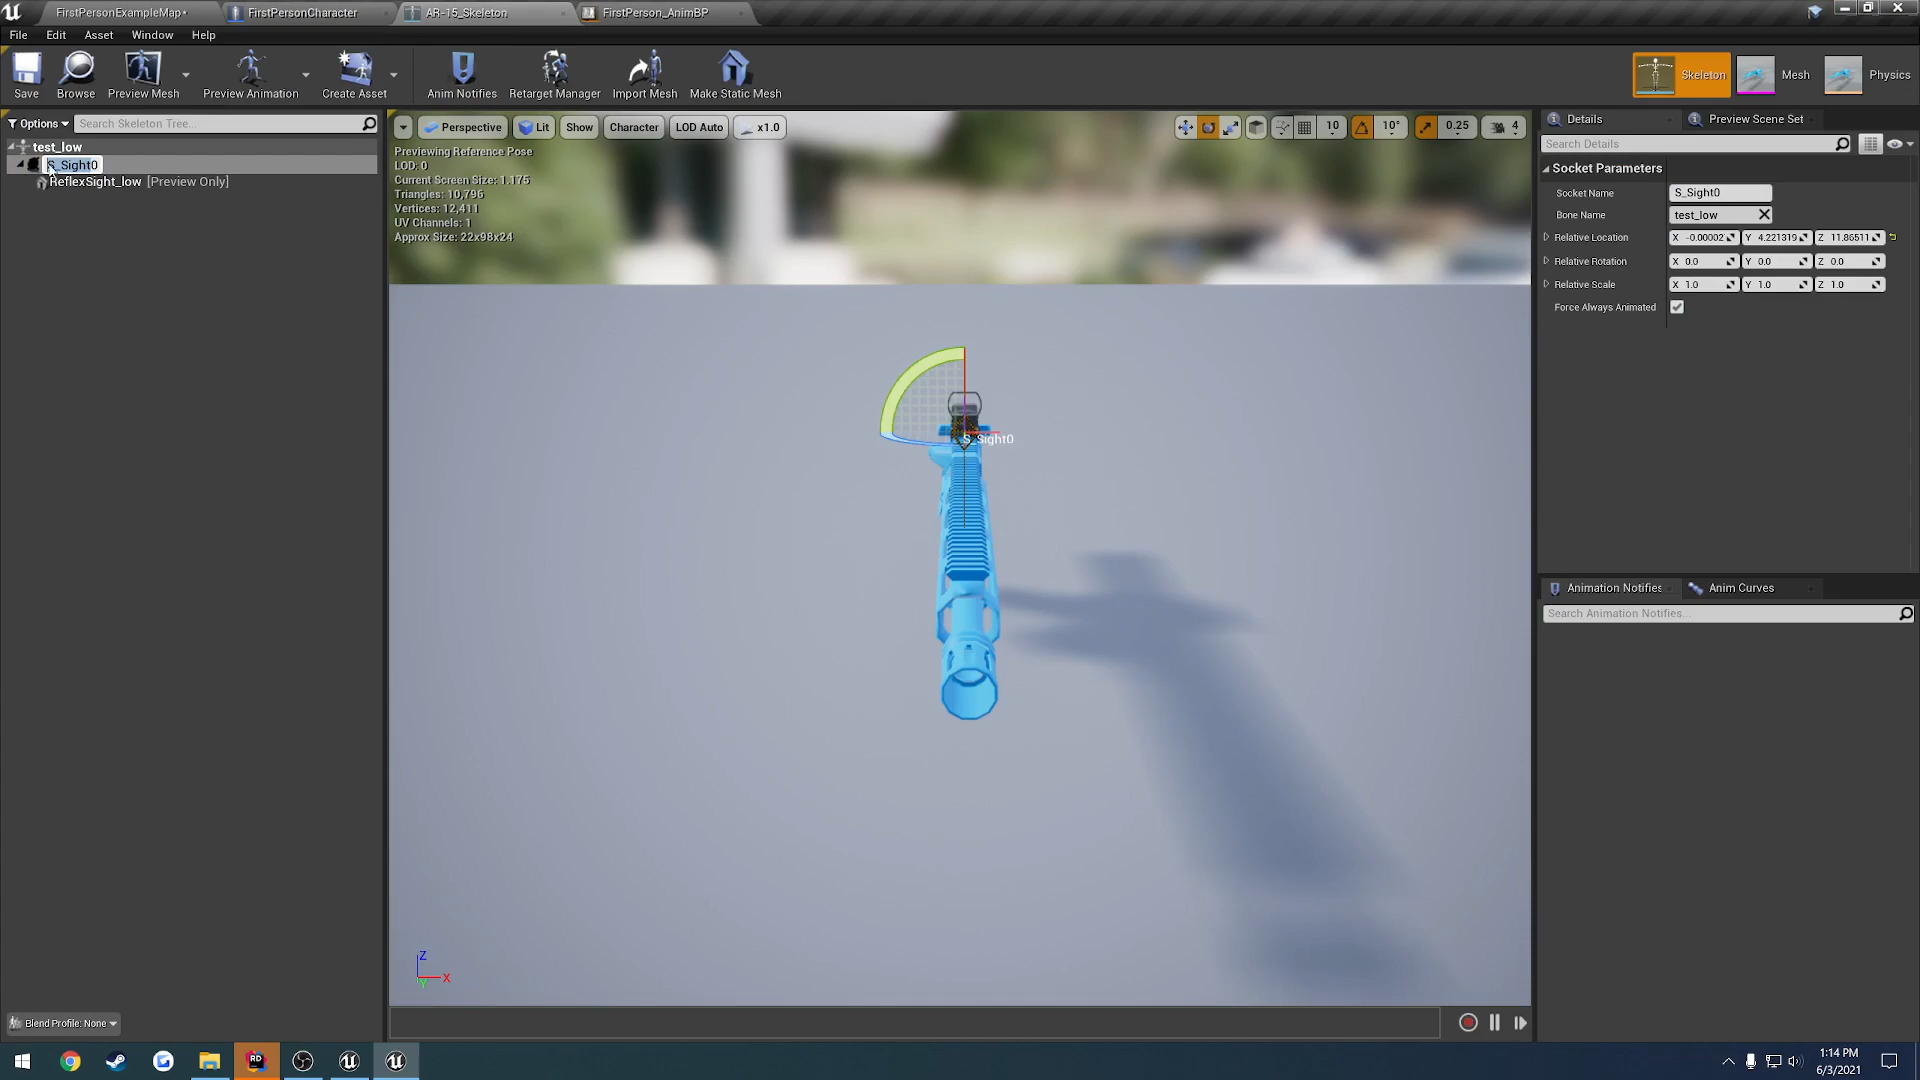 FirstPersonExampleMap•
FirstPersonCharacter
AR-15_Skeleton
FirstPerson_AnimBP
File Edit Asset Window Help
Save
Browse
Preview Mesh
Preview Animation
Create Asset
Anim Notifies
Retarget Manager
Import Mesh
Make Static Mesh
Skeleton
Mesh
Physics
Options
Search Skeleton Tree...
test_low
S_Sight0
ReflexSight_low [Preview Only]
Perspective
Lit
Show
Character
LOD Auto
x1.0
10
10°
0.25
4
Previewing Reference Pose
LOD: 0
Current Screen Size: 1.175
Triangles: 10,796
Vertices: 12,411
UV Channels: 1
Approx Size: 22x98x24
S_Sight0
Z
X
Y
Details
Preview Scene Set
Search Details
Socket Parameters
Socket Name S_Sight0
Bone Name test_low
Relative Location X -0.00002 Y 4.221319 Z 11.86511
Relative Rotation X 0.0 Y 0.0 Z 0.0
Relative Scale X 1.0 Y 1.0 Z 1.0
Force Always Animated
Animation Notifies
Anim Curves
Search Animation Notifies...
Blend Profile: None
RD
1:14 PM
6/3/2021